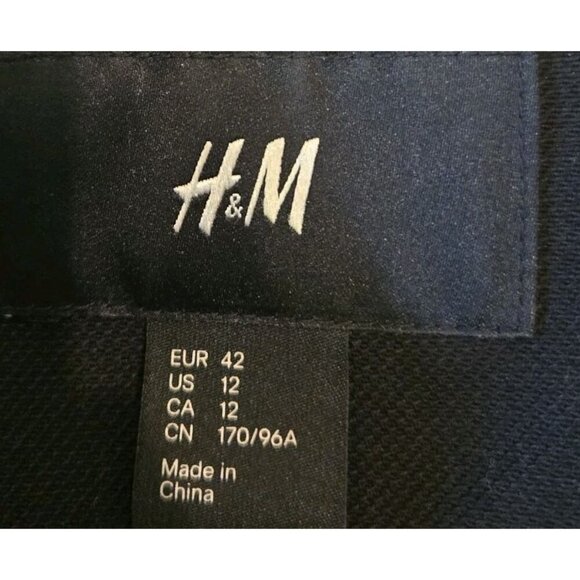 H&M
EUR 42
US 12
CA 12
CN 170/96A
Made in
China